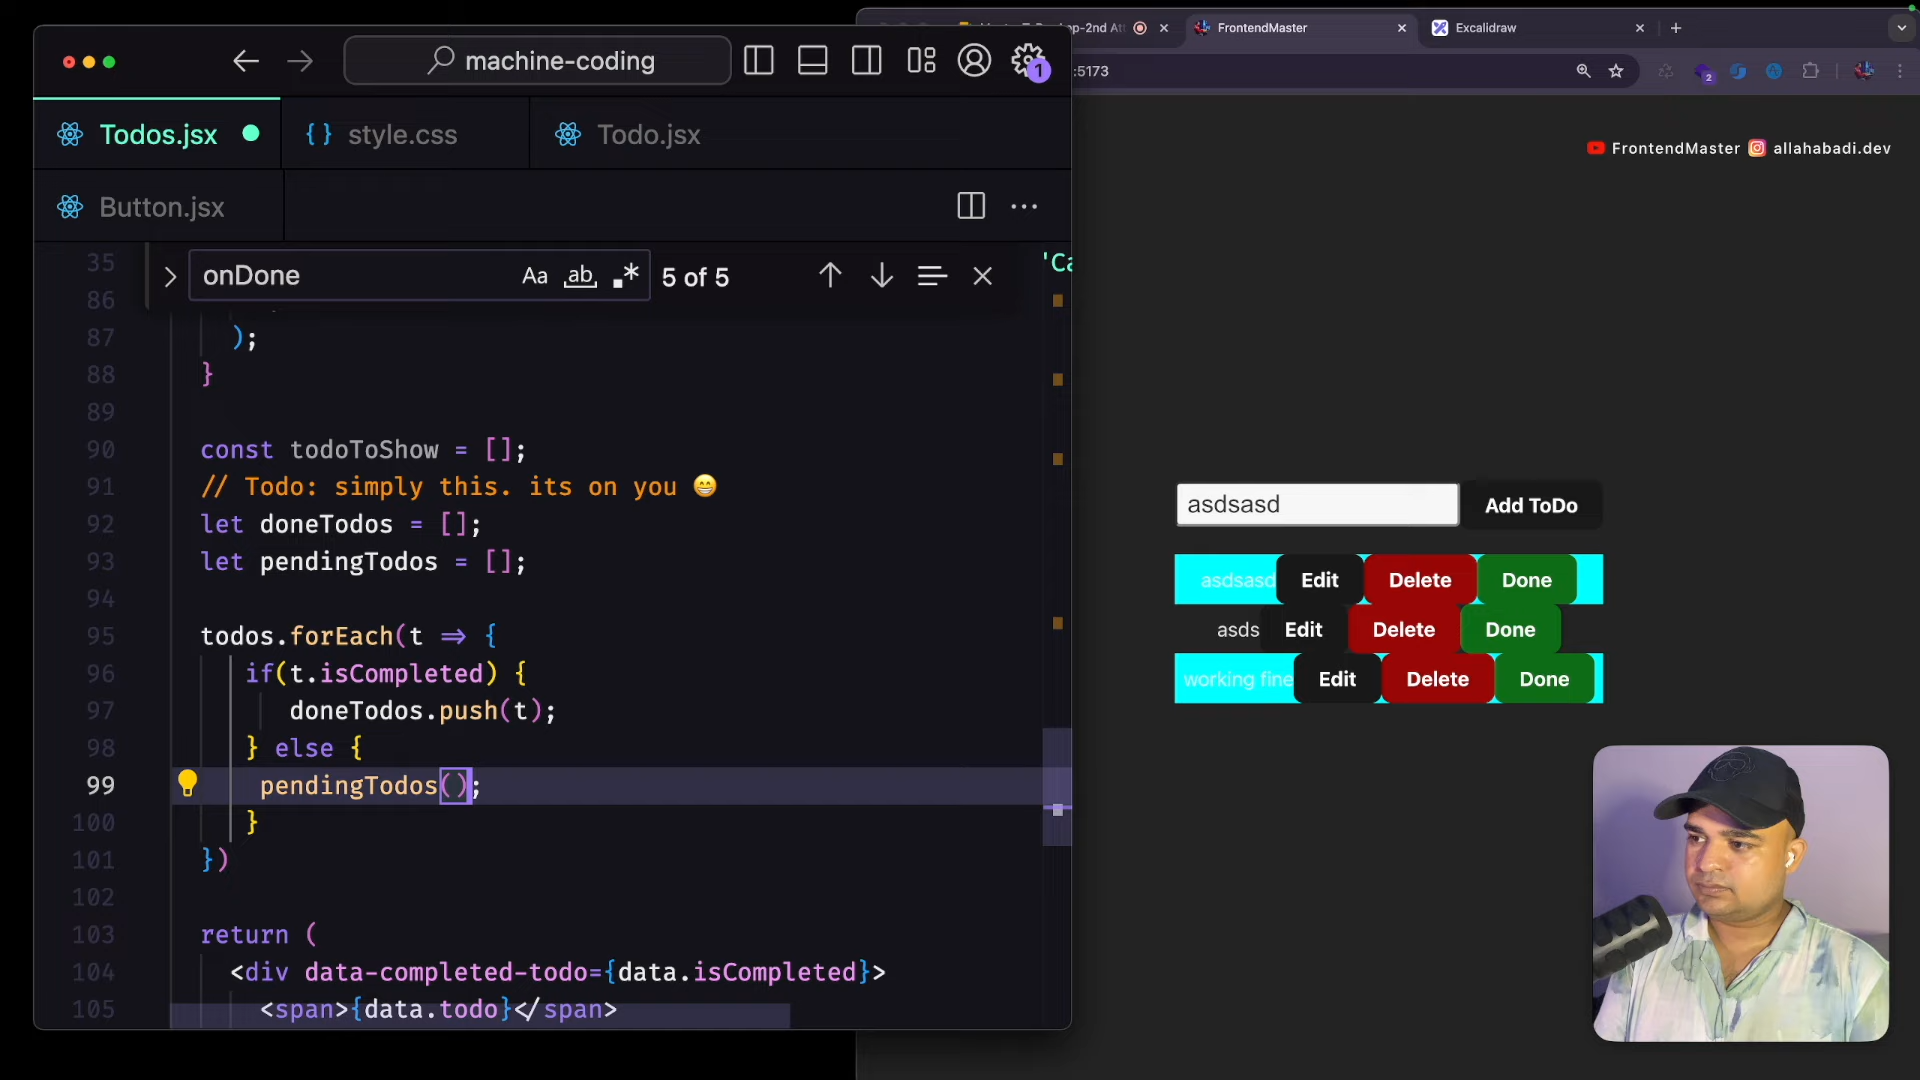 machine-coding
1
Todos.jsx
{ } style.css
Todo.jsx
Button.jsx
onDone
Aa
ab
5 of 5
35
86
87 );
88 }
89
90 const todoToShow = [];
91 // Todo: simply this. its on you 😁
92 let doneTodos = [];
93 let pendingTodos = [];
94
95 todos.forEach(t => {
96 if(t.isCompleted) {
97 doneTodos.push(t);
98 } else {
99 pendingTodos();
100 }
101 })
102
103 return (
104 <div data-completed-todo={data.isCompleted}>
105 <span>{data.todo}</span>
FrontendMaster
Excalidraw
:5173
2
FrontendMaster allahabadi.dev
asdsasd Add ToDo
asdsasd Edit Delete Done
asds Edit Delete Done
working fine Edit Delete Done